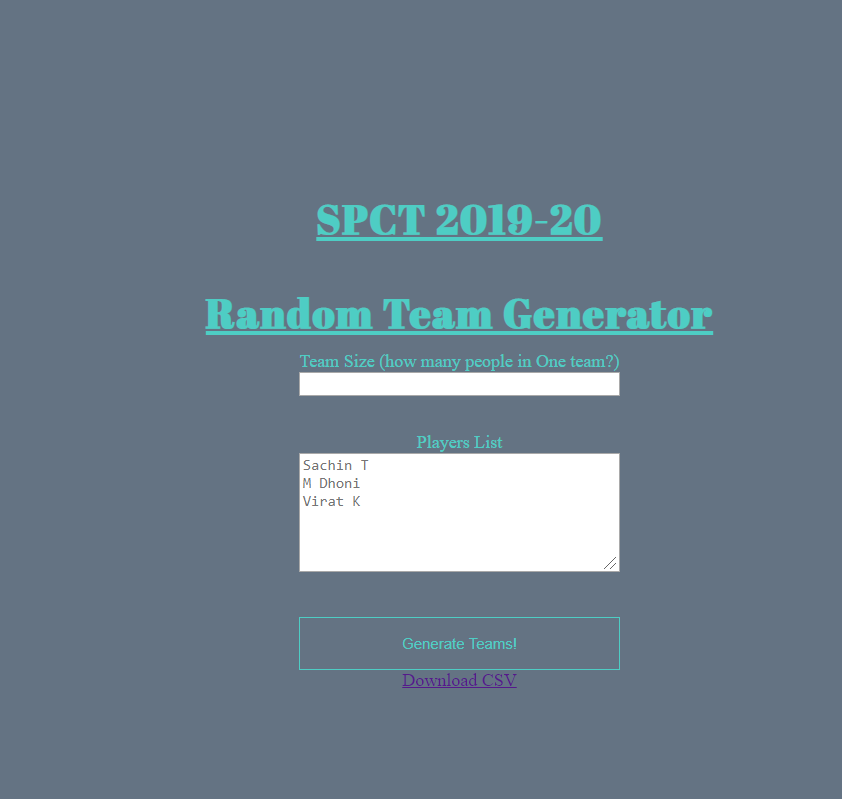 SPCT 2019-20
Random Team Generator
Team Size (how many people in One team?)
Players List
Sachin T
M Dhoni
Virat K
Generate Teams!
Download CSV